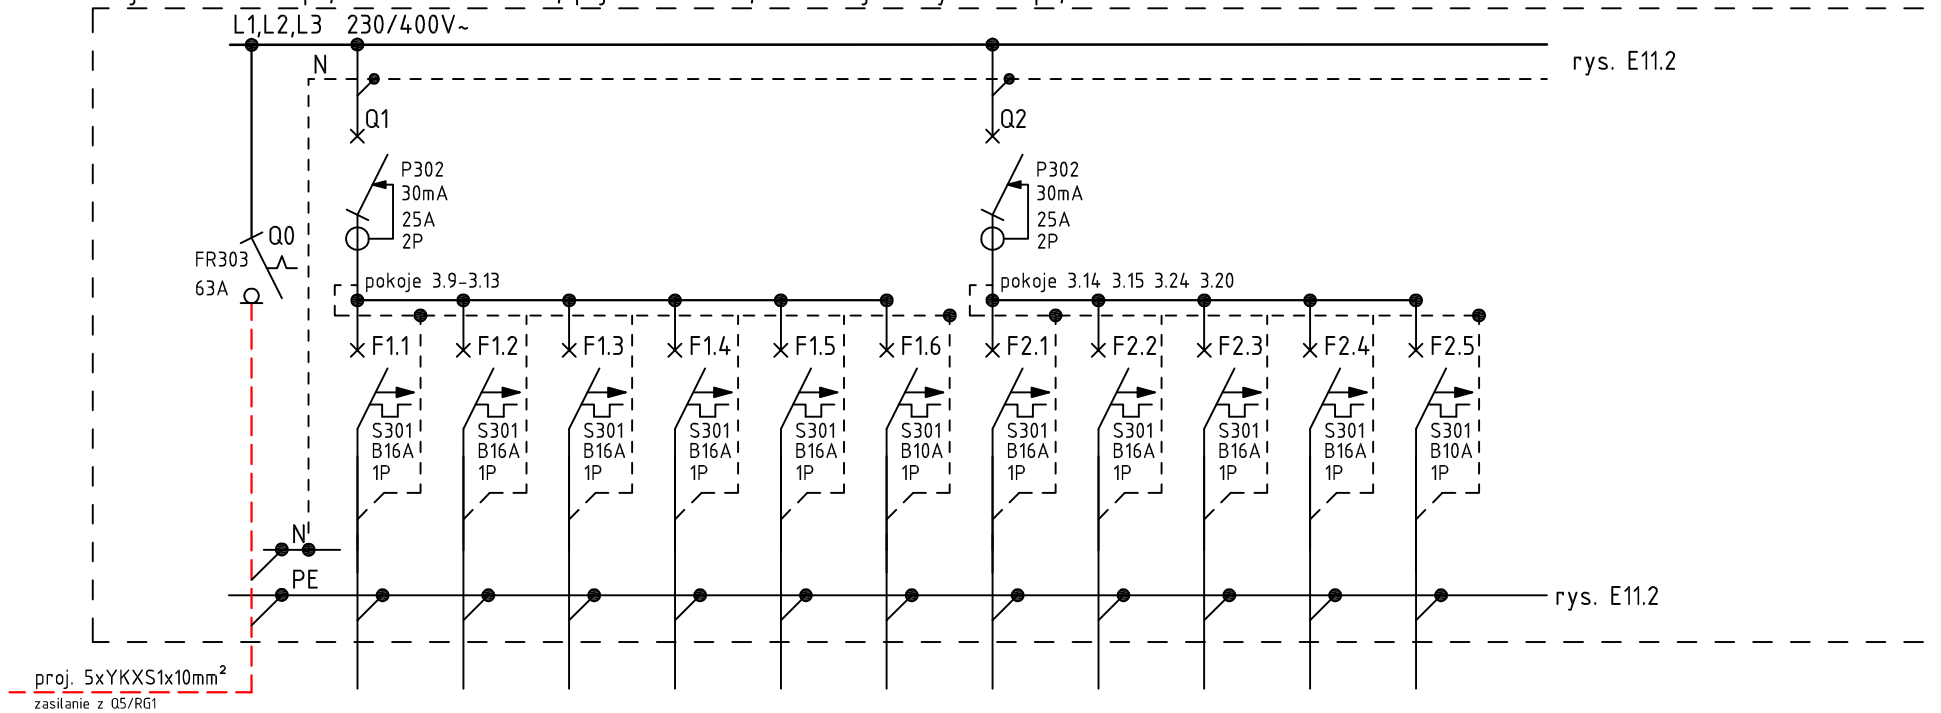 L1,L2,L3 230/400V~
N
rys. E11.2
Q1
Q2
P302
30mA
25A
2P
P302
30mA
25A
2P
Q0
FR303
63A
pokoje 3.9-3.13
pokoje 3.14 3.15 3.24 3.20
F1.1 F1.2 F1.3 F1.4 F1.5 F1.6 F2.1 F2.2 F2.3 F2.4 F2.5
S301 S301 S301 S301 S301 S301 S301 S301 S301 S301 S301
B16A B16A B16A B16A B16A B10A B16A B16A B16A B16A B10A
1P 1P 1P 1P 1P 1P 1P 1P 1P 1P 1P
N
PE
rys. E11.2
proj. 5xYKXS1x10mm²
zasilanie z Q5/RG1